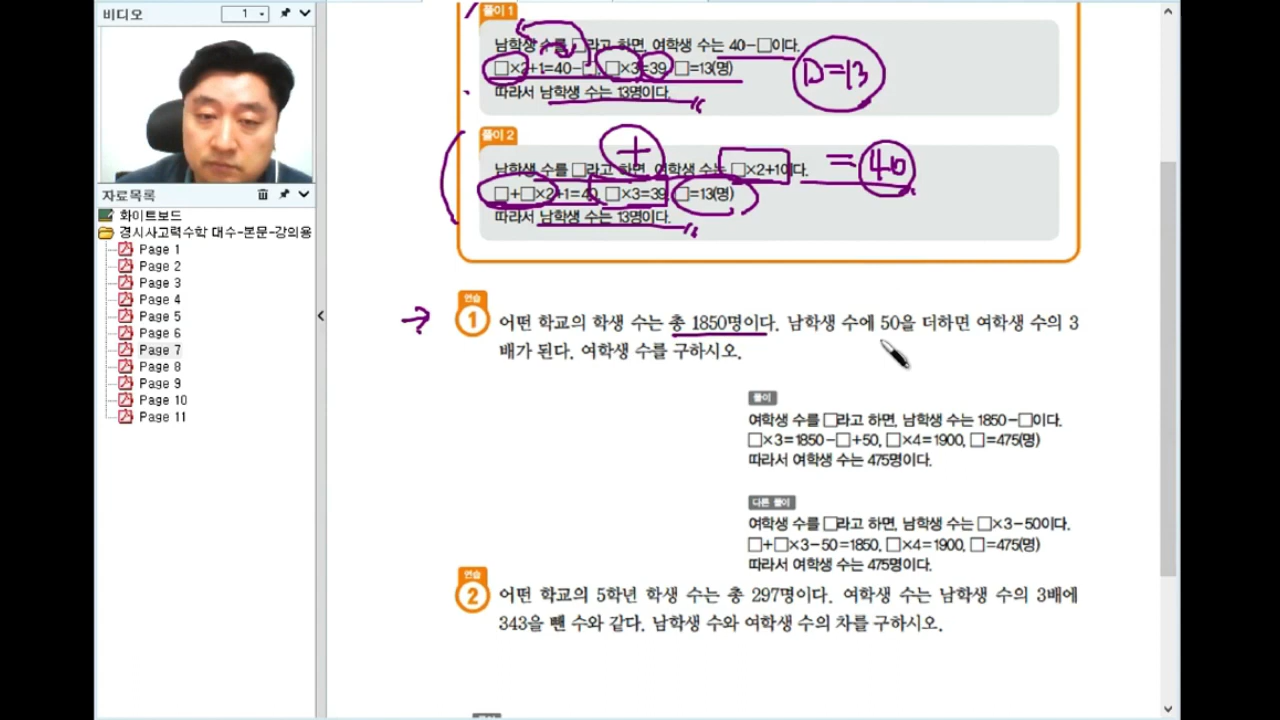 비디오
1
자료목록
화이트보드
경시사고력수학 대수-본문-강의용
Page 1
Page 2
Page 3
Page 4
Page 5
Page 6
Page 7
Page 8
Page 9
Page 10
Page 11
풀이 1
남학생 수를 □라고 하면, 여학생 수는 40-□이다.
□×2+1=40-□, □×3=39, □=13(명)
따라서 남학생 수는 13명이다.
□=13
풀이 2
+
남학생 수를 □라고 하면, 여학생 수는 □×2+1이다.
=40
□+□×2+1=40, □×3=39, □=13(명)
따라서 남학생 수는 13명이다.
연습
1
어떤 학교의 학생 수는 총 1850명이다. 남학생 수에 50을 더하면 여학생 수의 3
배가 된다. 여학생 수를 구하시오.
풀이
여학생 수를 □라고 하면, 남학생 수는 1850-□이다.
□×3=1850-□+50, □×4=1900, □=475(명)
따라서 여학생 수는 475명이다.
다른 풀이
여학생 수를 □라고 하면, 남학생 수는 □×3-50이다.
□+□×3-50=1850, □×4=1900, □=475(명)
따라서 여학생 수는 475명이다.
연습
2
어떤 학교의 5학년 학생 수는 총 297명이다. 여학생 수는 남학생 수의 3배에
343을 뺀 수와 같다. 남학생 수와 여학생 수의 차를 구하시오.